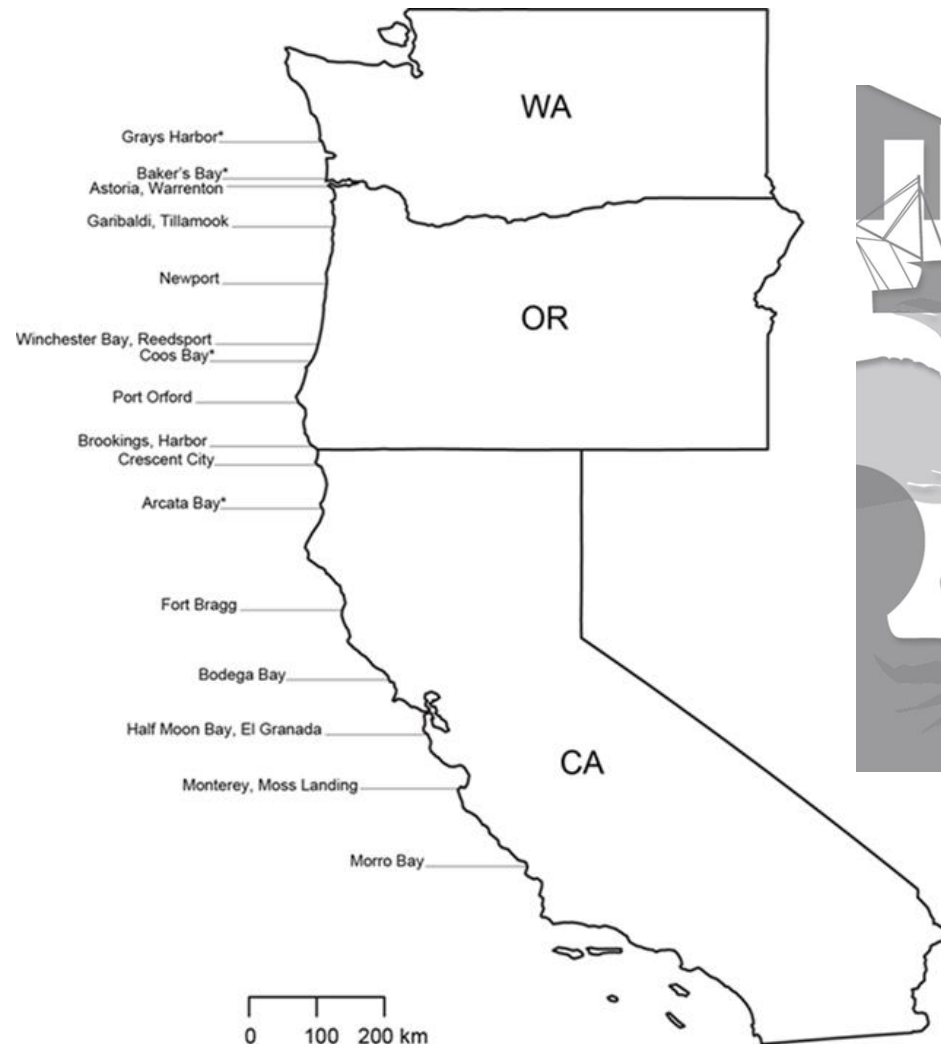 WA
Grays Harbor*
Baker's Bay*
Astoria, Warrenton
Garibaldi, Tillamook
Newport
OR
Winchester Bay, Reedsport
Coos Bay*
Port Orford
Brookings, Harbor
Crescent City
Arcata Bay*
Fort Bragg
Bodega Bay
Half Moon Bay, El Granada
CA
Monterey, Moss Landing
Morro Bay
0 100 200 km